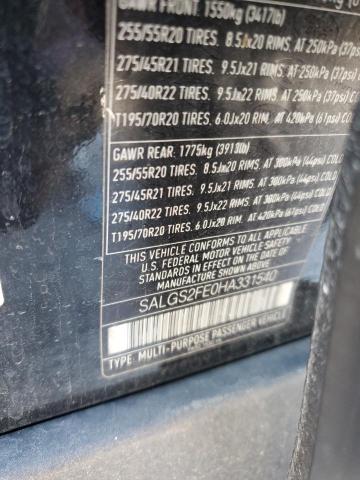 GAWR FRONT 1550kg (3417lb)
255/55R20 TIRES. 8.5Jx20 RIMS. AT 250kPa (37psi)
275/45R21 TIRES. 9.5Jx21 RIMS. AT 250kPa (37psi)
275/40R22 TIRES. 9.5Jx22 RIMS. AT 250kPa (37psi)
T195/70R20 TIRES. 6.0Jx20 RIM. AT 420kPa (61psi) CO
GAWR REAR. 1775kg (3913lb)
255/55R20 TIRES. 8.5Jx20 RIMS. AT 300kPa (44psi) COLD
275/45R21 TIRES. 9.5Jx21 RIMS. AT 300kPa (44psi) COLD
275/40R22 TIRES. 9.5Jx22 RIMS. AT 300kPa (44psi) CO
T195/70R20 TIRES. 6.0Jx20 RIM. AT 420kPa (61psi) COLD
THIS VEHICLE CONFORMS TO ALL APPLICABLE
U.S. FEDERAL MOTOR VEHICLE SAFETY
STANDARDS IN EFFECT ON THE DATE OF
MANUFACTURE SHOWN ABOVE.
SALGS2FE0HA331540
TYPE: MULTI-PURPOSE PASSENGER VEHICLE